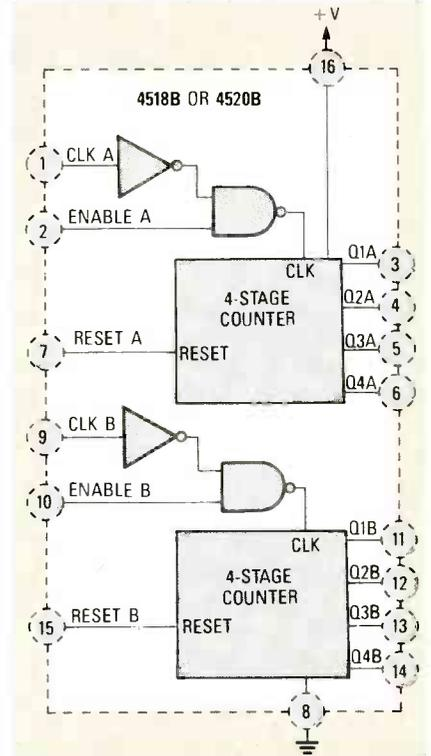 +V
16
4518B OR 4520B
1 CLK A
2 ENABLE A
CLK
Q1A 3
4-STAGE
COUNTER
Q2A 4
7 RESET A
RESET
Q3A 5
Q4A 6
9 CLK B
10 ENABLE B
CLK
Q1B 11
4-STAGE
COUNTER
Q2B 12
15 RESET B
RESET
Q3B 13
Q4B 14
8